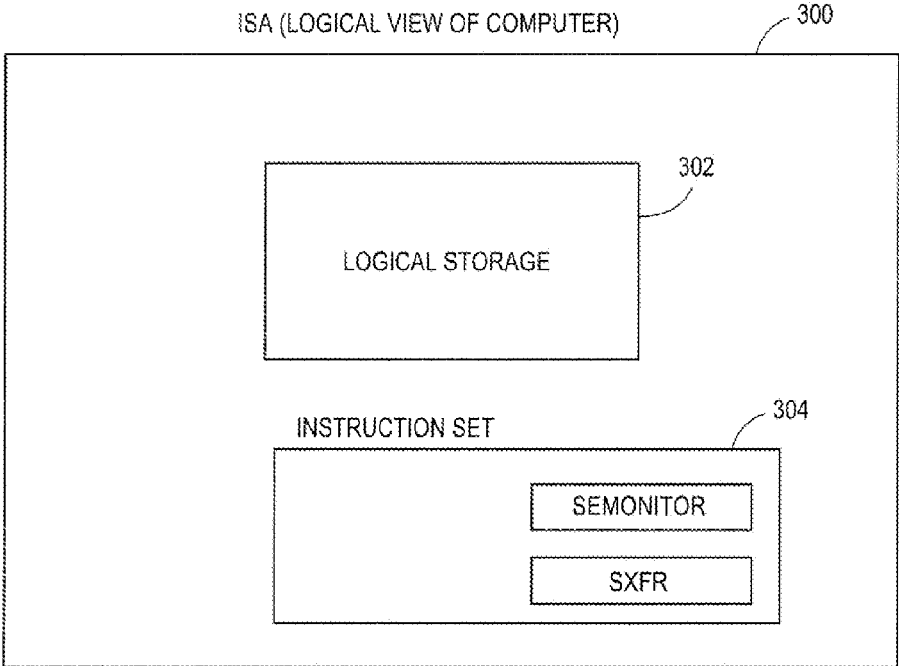 ISA (LOGICAL VIEW OF COMPUTER)
300
302
LOGICAL STORAGE
304
INSTRUCTION SET
SEMONITOR
SXFR